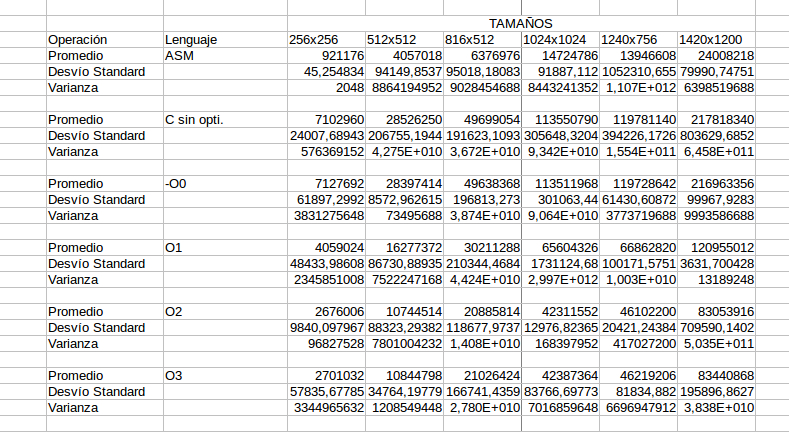 TAMAÑOS
Operación Lenguaje 256x256 512x512 816x512 1024x1024 1240x756 1420x1200
Promedio ASM 921176 4057018 6376976 14724786 13946608 24008218
Desvío Standard 45,254834 94149,8537 95018,18083 91887,112 1052310,655 79990,74751
Varianza 2048 8864194952 9028454688 8443241352 1,107E+012 6398519688
Promedio C sin opti. 7102960 28526250 49699054 113550790 119781140 217818340
Desvío Standard 24007,68943 206755,1944 191623,1093 305648,3204 394226,1726 803629,6852
Varianza 576369152 4,275E+010 3,672E+010 9,342E+010 1,554E+011 6,458E+011
Promedio -O0 7127692 28397414 49638368 113511968 119728642 216963356
Desvío Standard 61897,2992 8572,962615 196813,273 301063,44 61430,60872 99967,9283
Varianza 3831275648 73495688 3,874E+010 9,064E+010 3773719688 9993586688
Promedio O1 4059024 16277372 30211288 65604326 66862820 120955012
Desvío Standard 48433,98608 86730,88935 210344,4684 1731124,68 100171,5751 3631,700428
Varianza 2345851008 7522247168 4,424E+010 2,997E+012 1,003E+010 13189248
Promedio O2 2676006 10744514 20885814 42311552 46102200 83053916
Desvío Standard 9840,097967 88323,29382 118677,9737 12976,82365 20421,24384 709590,1402
Varianza 96827528 7801004232 1,408E+010 168397952 417027200 5,035E+011
Promedio O3 2701032 10844798 21026424 42387364 46219206 83440868
Desvío Standard 57835,67785 34764,19779 166741,4359 83766,69773 81834,882 195896,8627
Varianza 3344965632 1208549448 2,780E+010 7016859648 6696947912 3,838E+010